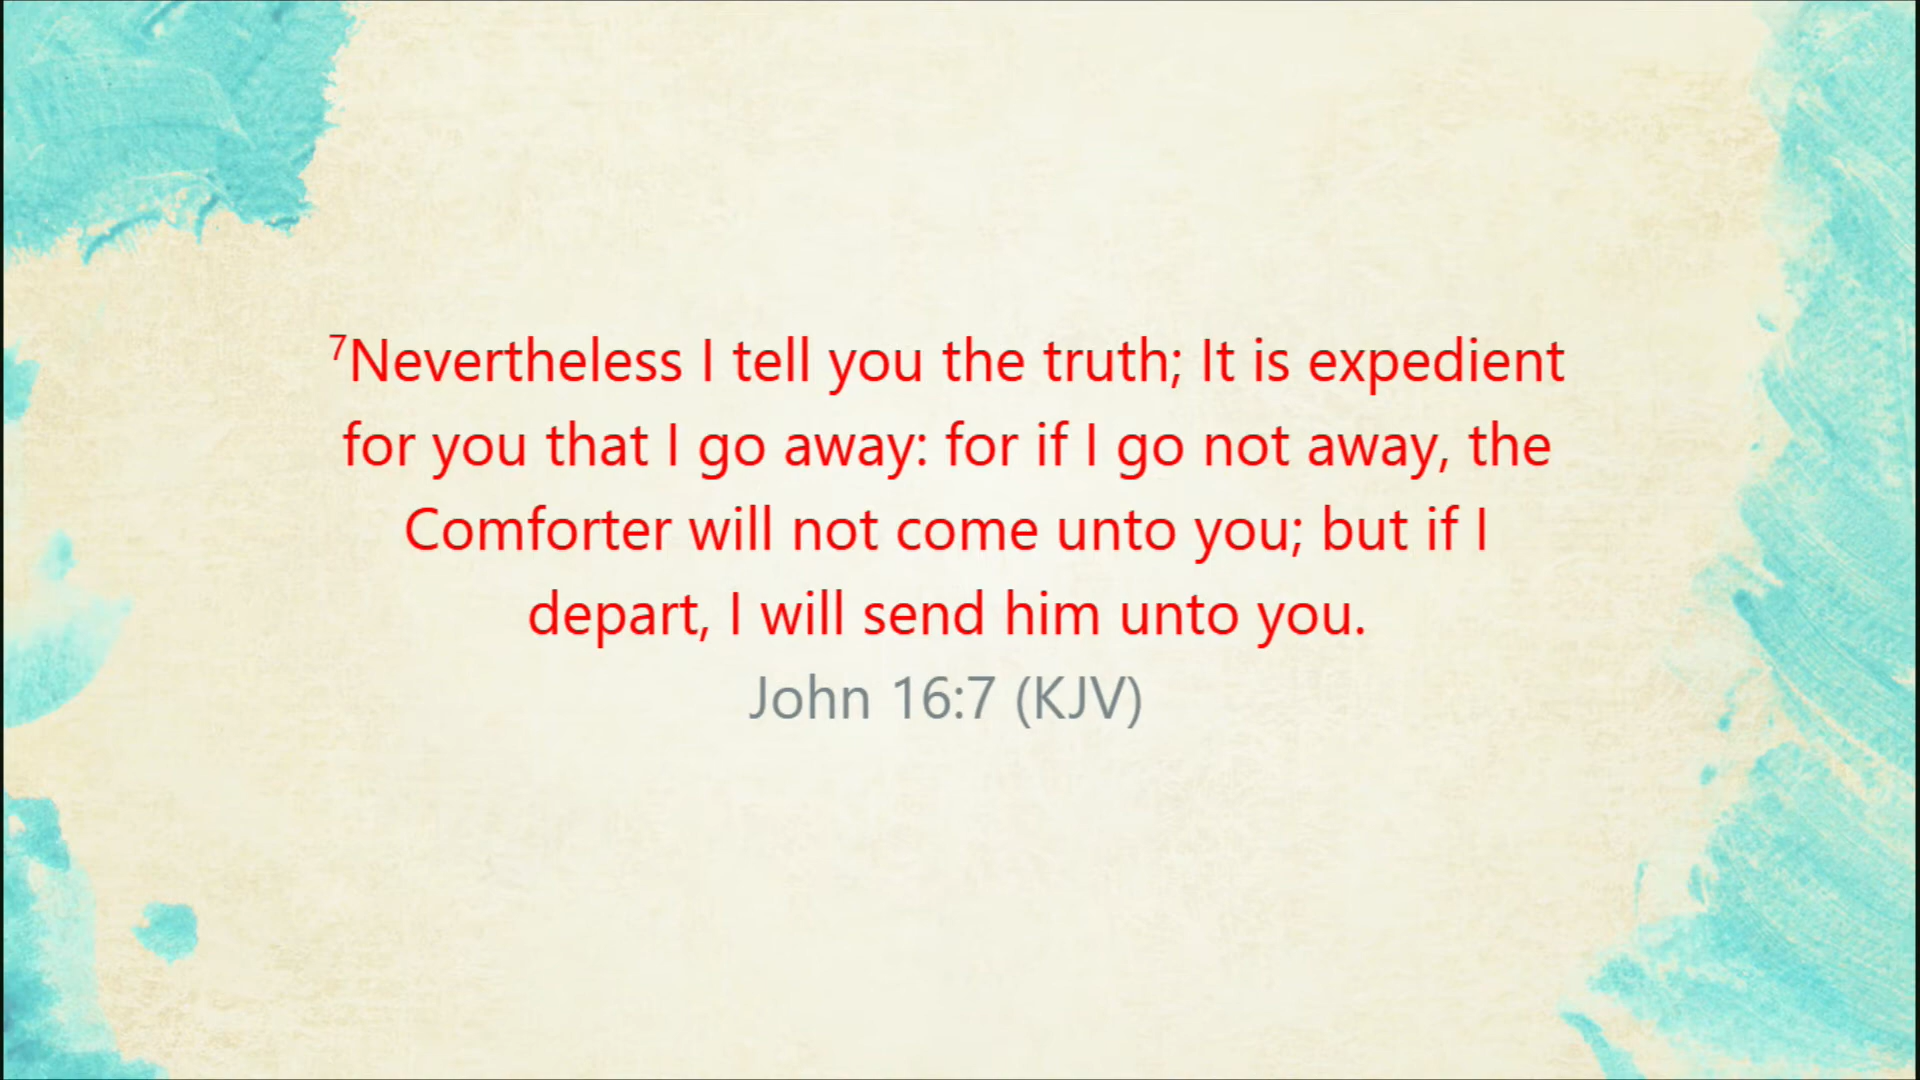 ⁷Nevertheless I tell you the truth; It is expedient
for you that I go away: for if I go not away, the
Comforter will not come unto you; but if I
depart, I will send him unto you.
John 16:7 (KJV)